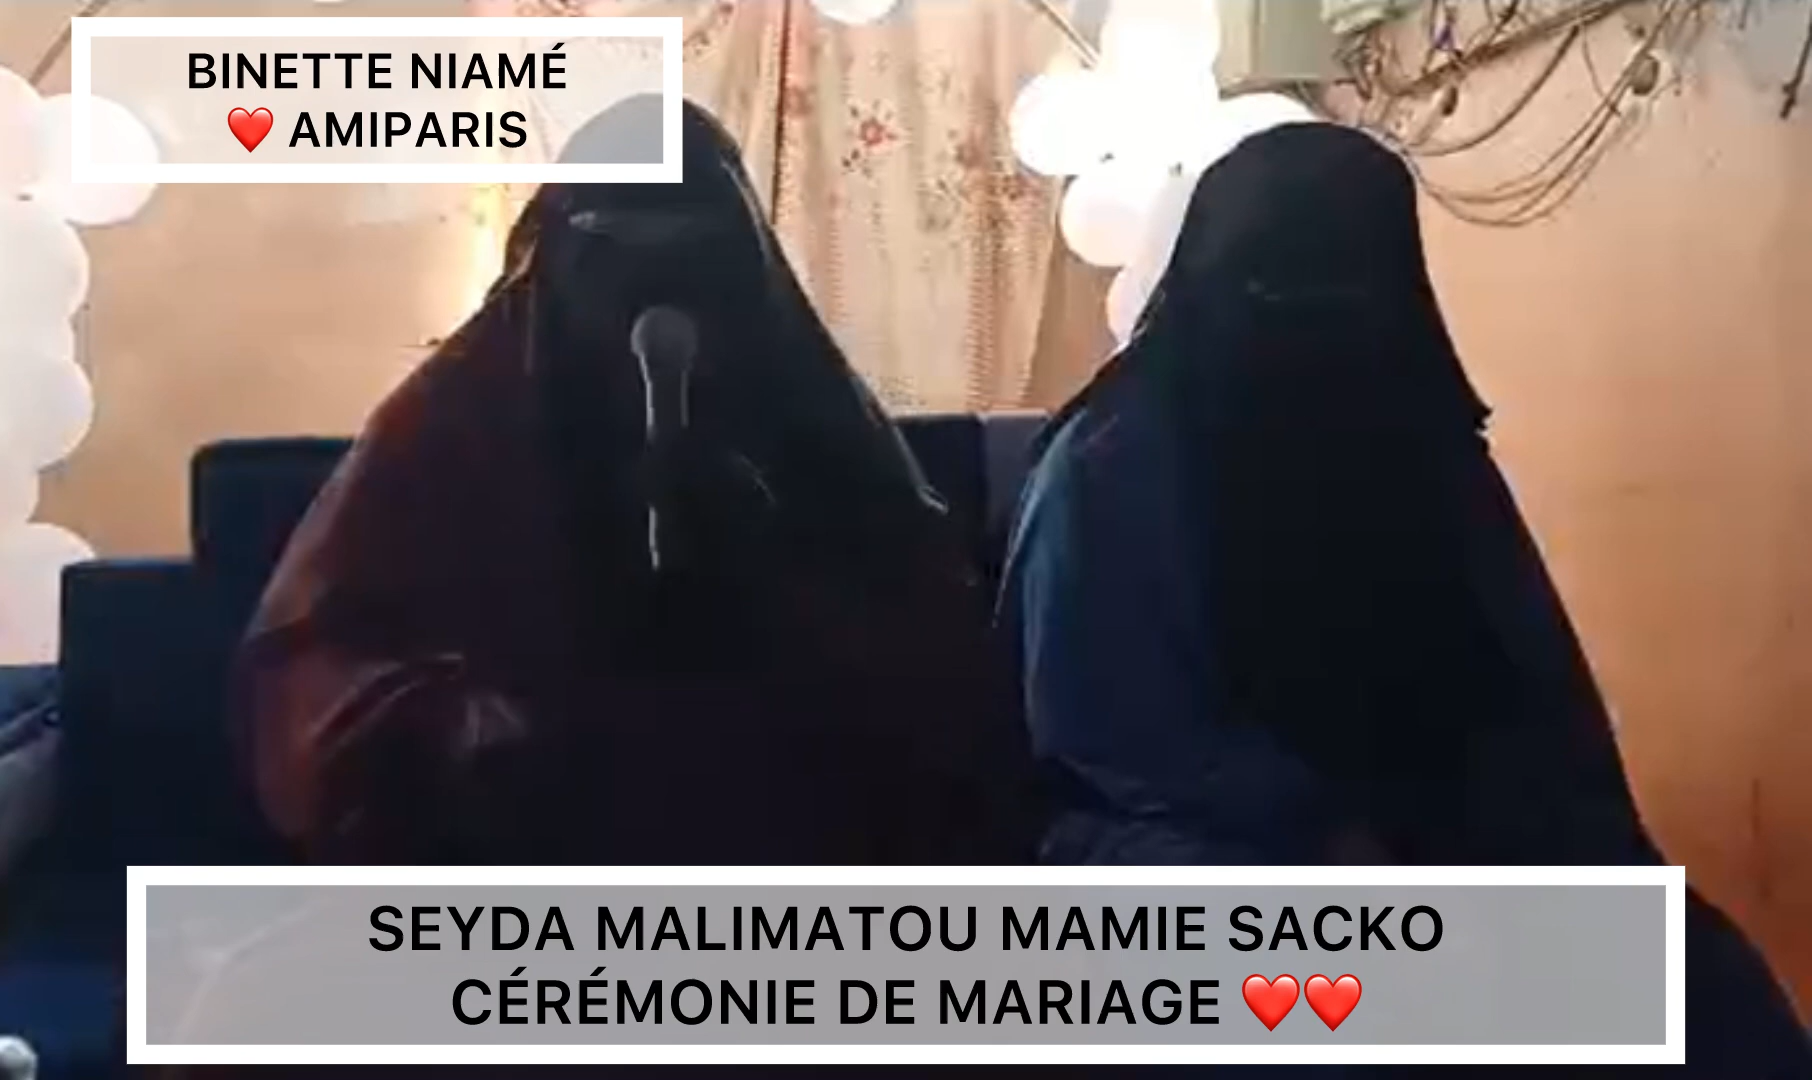 BINETTE NIAMÉ
❤️ AMIPARIS
SEYDA MALIMATOU MAMIE SACKO
CÉRÉMONIE DE MARIAGE ❤️❤️